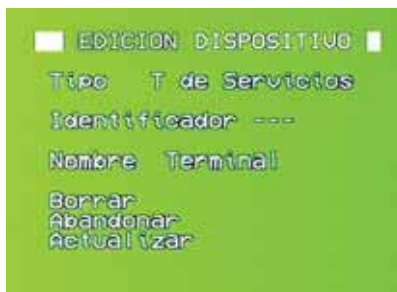 EDICION DISPOSITIVO
Tipo T de Servicios
Identificador ---
Nombre Terminal
Borrar
Abandonar
Actualizar